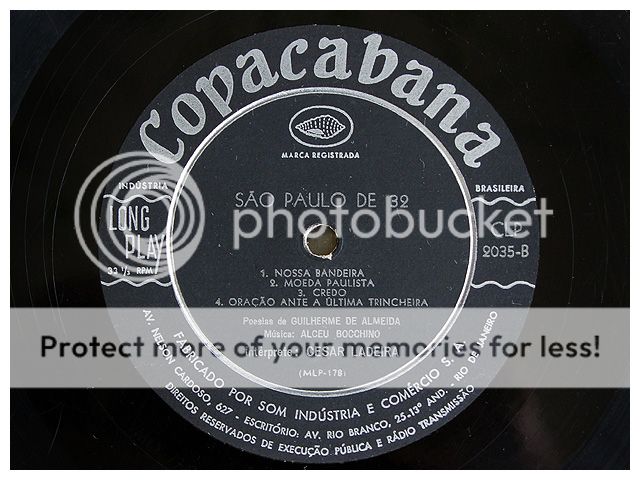 Copacabana
MARCA REGISTRADA
INDÚSTRIA
BRASILEIRA
SÃO PAULO DE 32
photobucket
LONG
PLAY
33 ⅓ RPM
CLP
2035-B
1. NOSSA BANDEIRA
2. MOEDA PAULISTA
3. CREDO
4. ORAÇÃO ANTE A ÚLTIMA TRINCHEIRA
Poesias de GUILHERME DE ALMEIDA
Música: ALCEU BOCCHINO
Protect more of your memories for less!
Intérprete: CESAR LADEIRA
(MLP-178)
FABRICADO POR SOM INDÚSTRIA E COMÉRCIO S. A.
AV. NELSON CARDOSO, 627 - ESCRITÓRIO: AV. RIO BRANCO, 25-13º AND. - RIO DE JANEIRO
DIREITOS RESERVADOS DE EXECUÇÃO PÚBLICA E RÁDIO TRANSMISSÃO